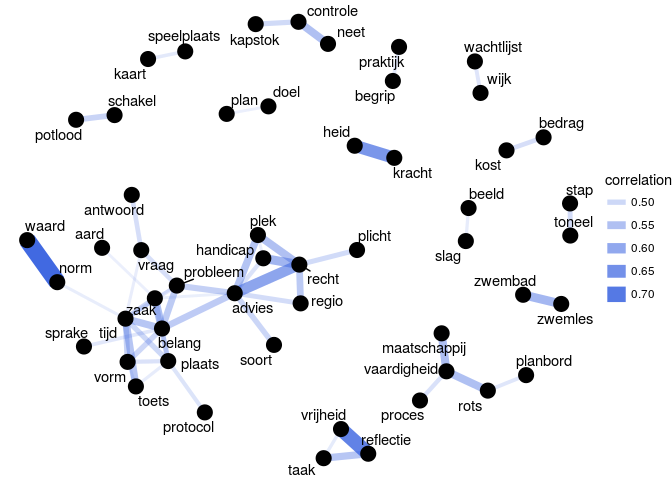 controle
kapstok
neet
speelplaats
kaart
praktijk
begrip
wachtlijst
wijk
schakel
potlood
plan
doel
heid
kracht
bedrag
kost
correlation
0.50
0.55
0.60
0.65
0.70
stap
toneel
beeld
slag
antwoord
waard
aard
norm
vraag
probleem
plek
handicap
plicht
recht
regio
advies
zaak
tijd
sprake
belang
vorm
plaats
toets
soort
protocol
zwembad
zwemles
maatschappij
vaardigheid
planbord
proces
rots
vrijheid
reflectie
taak